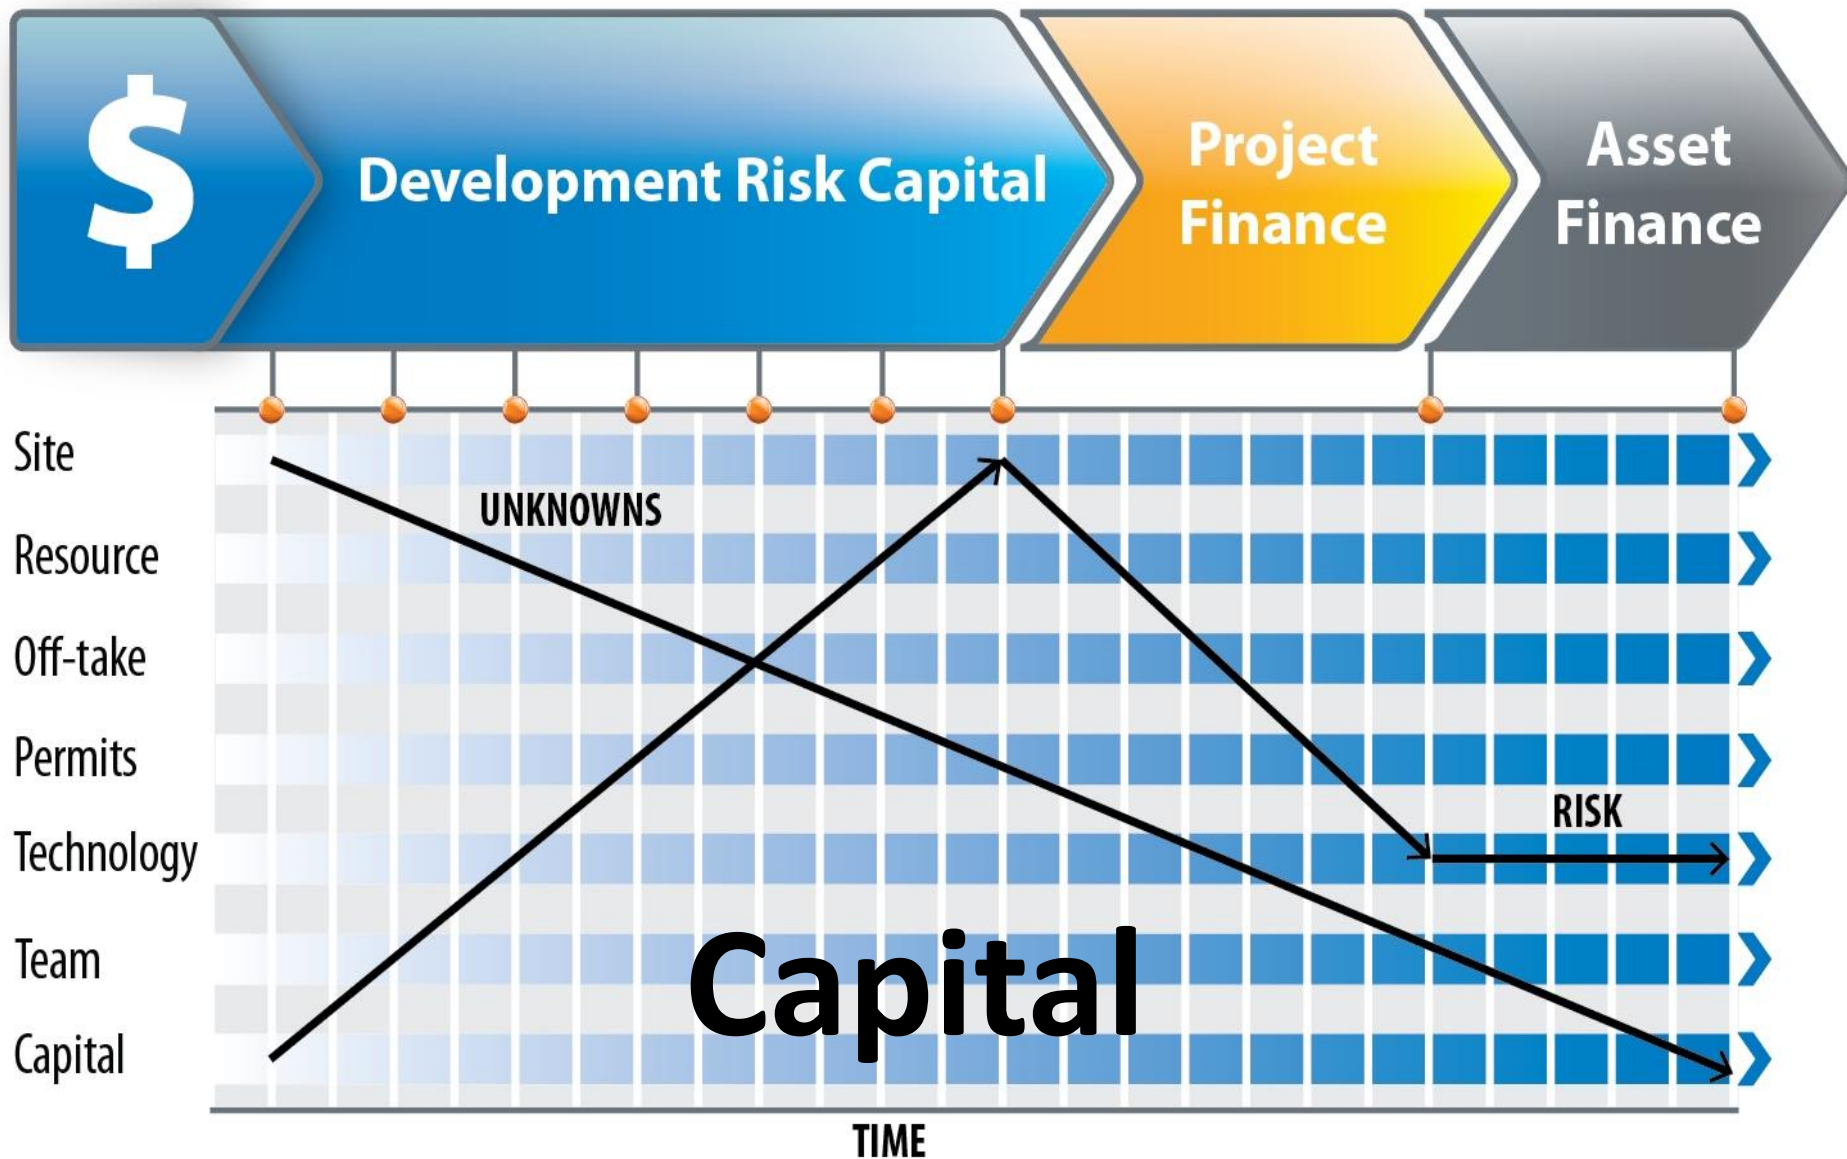 $
Development Risk Capital
Project
Finance
Asset
Finance
Site
UNKNOWNS
Resource
Off-take
Permits
RISK
Technology
Team
Capital
Capital
TIME